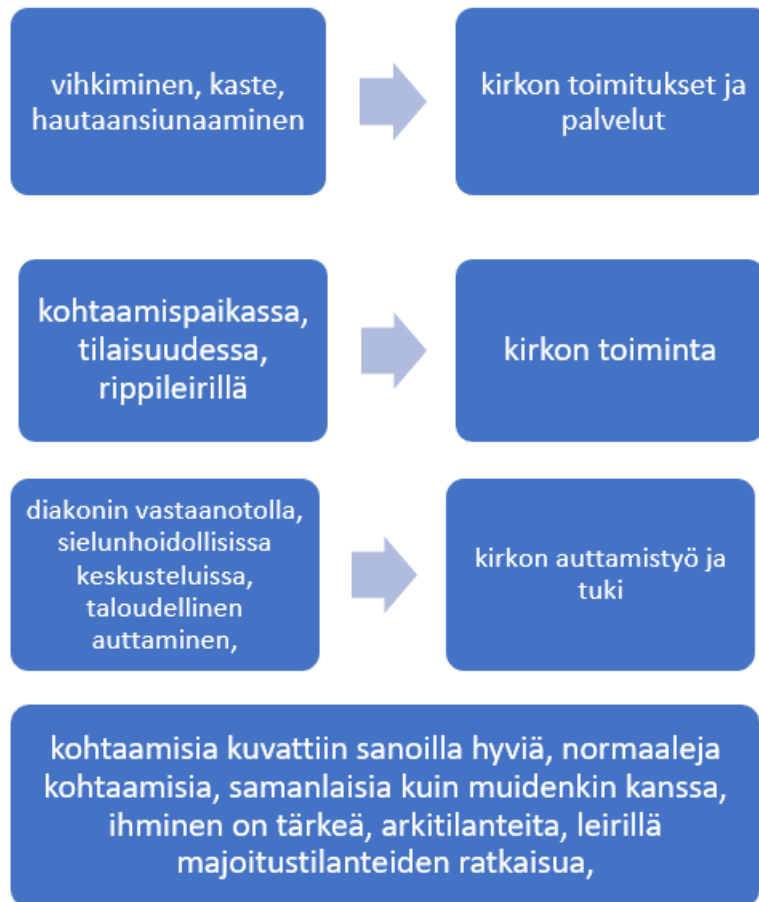 vihkiminen, kaste,
hautaansiunaaminen
kirkon toimitukset ja
palvelut
kohtaamispaikassa,
tilaisuudessa,
rippileirillä
kirkon toiminta
diakonin vastaanotolla,
sielunhoidollisissa
keskusteluissa,
taloudellinen
auttaminen,
kirkon auttamistyö ja
tuki
kohtaamisia kuvattiin sanoilla hyviä, normaaleja
kohtaamisia, samanlaisia kuin muidenkin kanssa,
ihminen on tärkeä, arkitilanteita, leirillä
majoitustilanteiden ratkaisua,